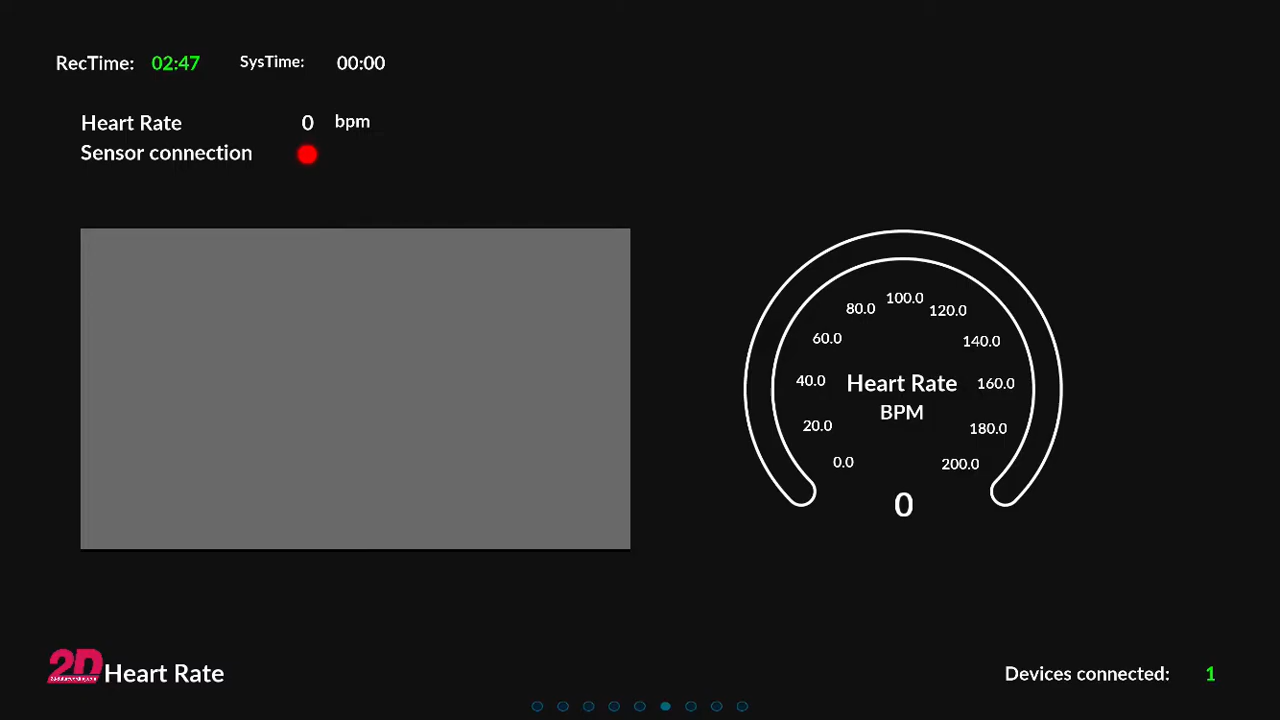 RecTime: 02:47 SysTime: 00:00
Heart Rate 0 bpm
Sensor connection
100.0
80.0 120.0
60.0 140.0
40.0 Heart Rate 160.0
BPM
20.0 180.0
0.0 200.0
0
2D Heart Rate
Devices connected: 1